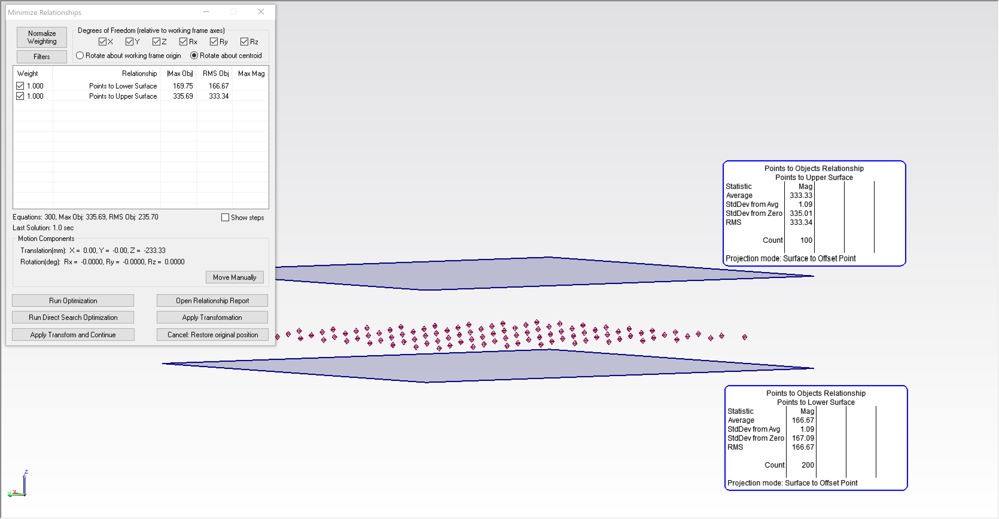 Minimize Relationships
Normalize
Weighting
Filters
Degrees of Freedom (relative to working frame axes)
X Y Z Rx Ry Rz
Rotate about working frame origin Rotate about centroid
Weight Relationship |Max Obj| RMS Obj Max Mag
1.000 Points to Lower Surface 169.75 166.67
1.000 Points to Upper Surface 335.69 333.34
Equations: 300, Max Obj: 335.69, RMS Obj: 235.70
Show steps
Last Solution: 1.0 sec
Motion Components
Translation(mm): X = 0.00, Y = -0.00, Z = -233.33
Rotation(deg): Rx = -0.0000, Ry = -0.0000, Rz = 0.0000
Move Manually
Run Optimization
Open Relationship Report
Run Direct Search Optimization
Apply Transformation
Apply Transform and Continue
Cancel: Restore original position
Points to Objects Relationship
Points to Upper Surface
Statistic Mag
Average 333.33
StdDev from Avg 1.09
StdDev from Zero 335.01
RMS 333.34
Count 100
Projection mode: Surface to Offset Point
Points to Objects Relationship
Points to Lower Surface
Statistic Mag
Average 166.67
StdDev from Avg 1.09
StdDev from Zero 167.09
RMS 166.67
Count 200
Projection mode: Surface to Offset Point
Z
Y X